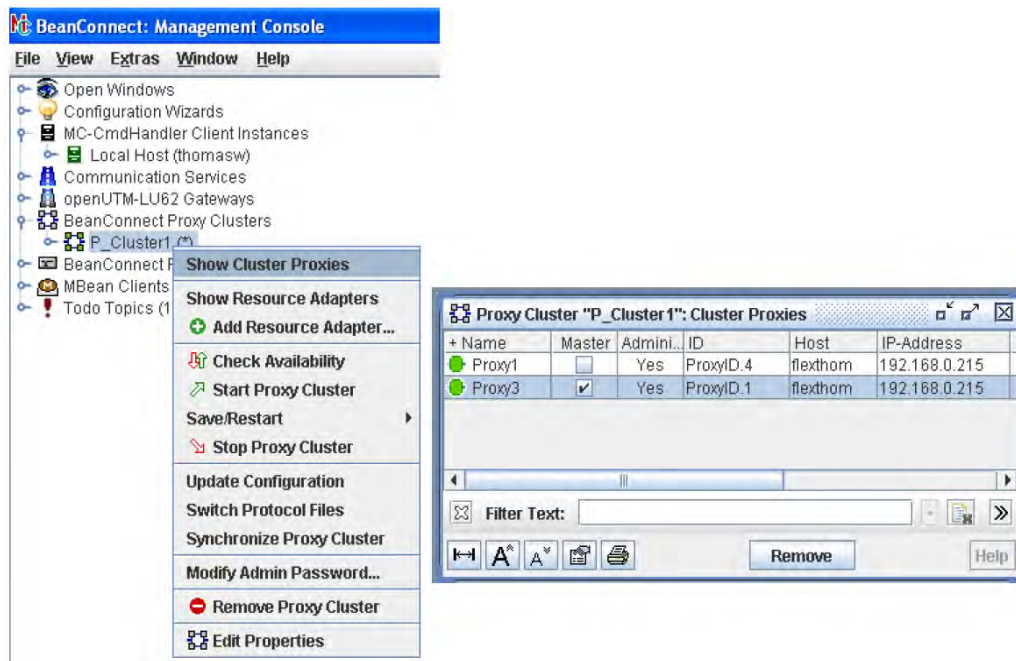 BeanConnect: Management Console
File View Extras Window Help
Open Windows
Configuration Wizards
MC-CmdHandler Client Instances
Local Host (thomasw)
Communication Services
openUTM-LU62 Gateways
BeanConnect Proxy Clusters
P_Cluster1 (*)
BeanConnect
MBean Clients
Todo Topics (1
Show Cluster Proxies
Show Resource Adapters
Add Resource Adapter...
Check Availability
Start Proxy Cluster
Save/Restart
Stop Proxy Cluster
Update Configuration
Switch Protocol Files
Synchronize Proxy Cluster
Modify Admin Password...
Remove Proxy Cluster
Edit Properties
Proxy Cluster "P_Cluster1": Cluster Proxies
+ Name Master Admini... ID Host IP-Address
Proxy1 Yes ProxyID.4 flexthom 192.168.0.215
Proxy3 Yes ProxyID.1 flexthom 192.168.0.215
Filter Text:
A A Remove Help